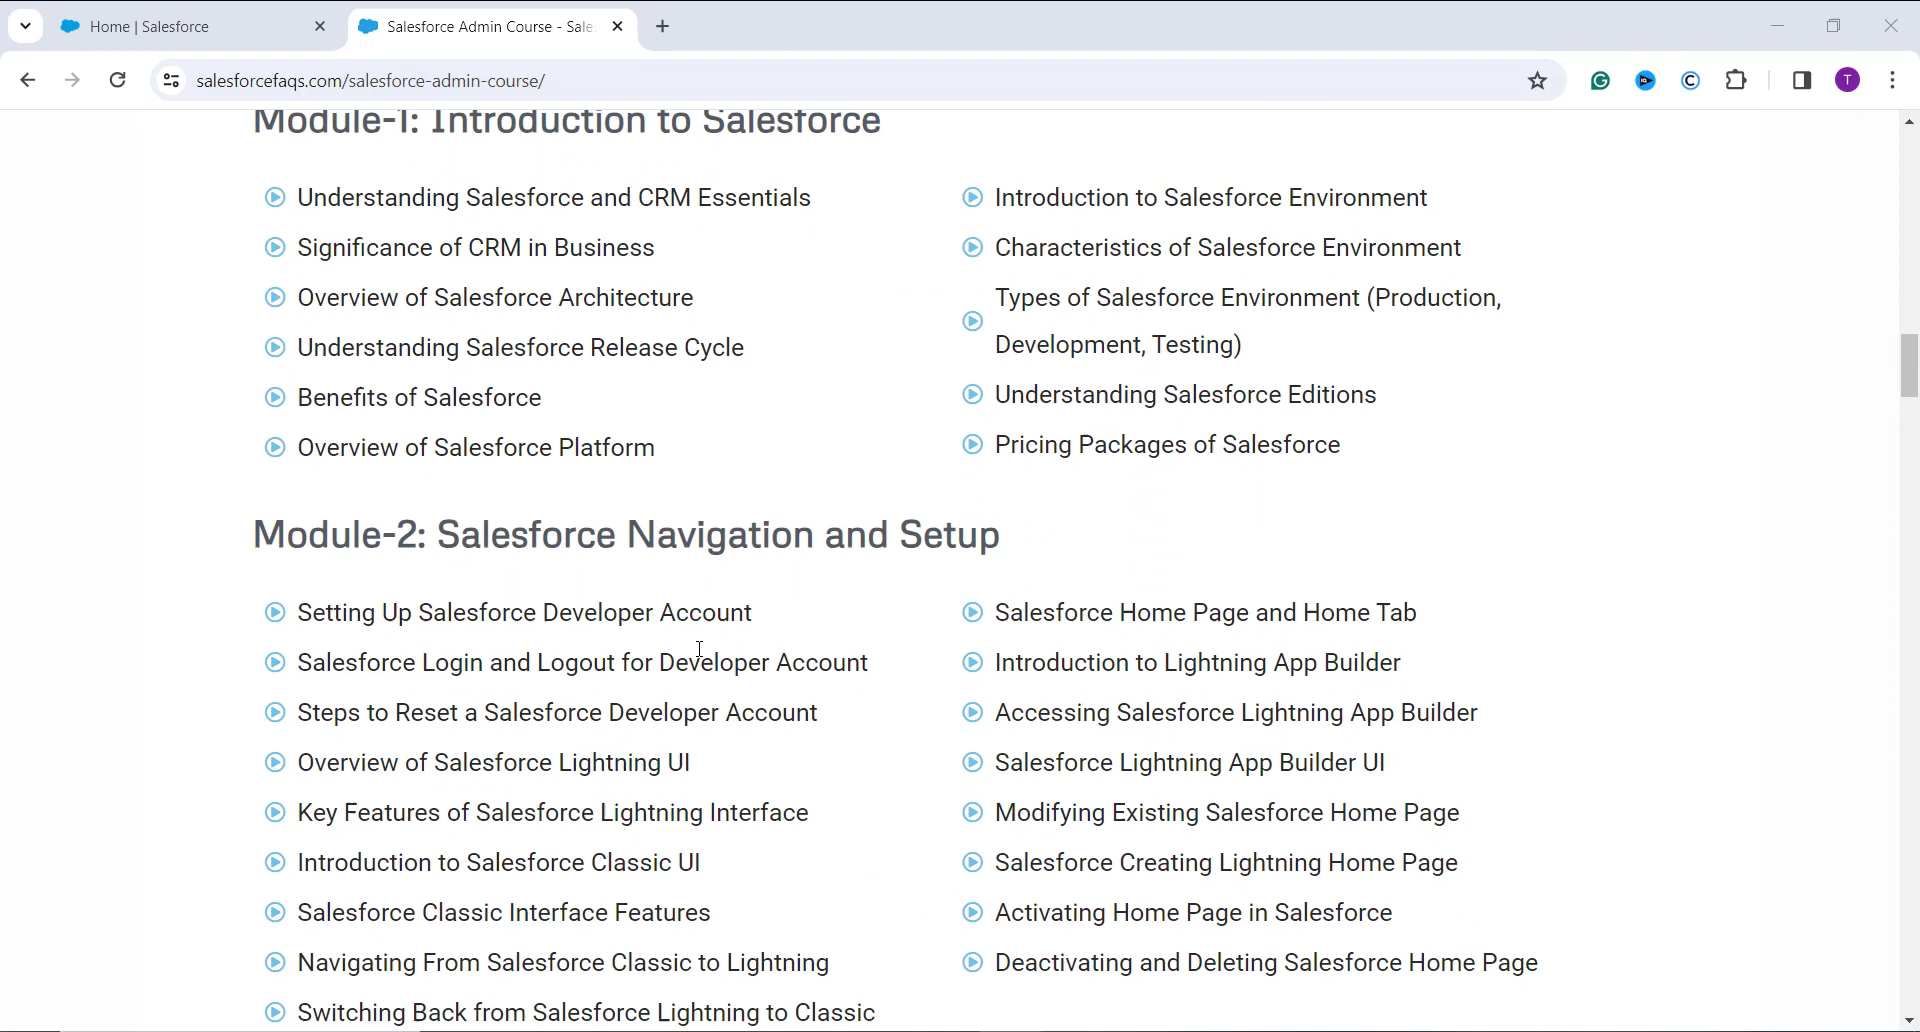 Home | Salesforce
Salesforce Admin Course - Sale
salesforcefaqs.com/salesforce-admin-course/
T
Module-1: Introduction to Salesforce
Understanding Salesforce and CRM Essentials
Significance of CRM in Business
Overview of Salesforce Architecture
Understanding Salesforce Release Cycle
Benefits of Salesforce
Overview of Salesforce Platform
Introduction to Salesforce Environment
Characteristics of Salesforce Environment
Types of Salesforce Environment (Production,
Development, Testing)
Understanding Salesforce Editions
Pricing Packages of Salesforce
Module-2: Salesforce Navigation and Setup
Setting Up Salesforce Developer Account
Salesforce Login and Logout for Developer Account
Steps to Reset a Salesforce Developer Account
Overview of Salesforce Lightning UI
Key Features of Salesforce Lightning Interface
Introduction to Salesforce Classic UI
Salesforce Classic Interface Features
Navigating From Salesforce Classic to Lightning
Switching Back from Salesforce Lightning to Classic
Salesforce Home Page and Home Tab
Introduction to Lightning App Builder
Accessing Salesforce Lightning App Builder
Salesforce Lightning App Builder UI
Modifying Existing Salesforce Home Page
Salesforce Creating Lightning Home Page
Activating Home Page in Salesforce
Deactivating and Deleting Salesforce Home Page